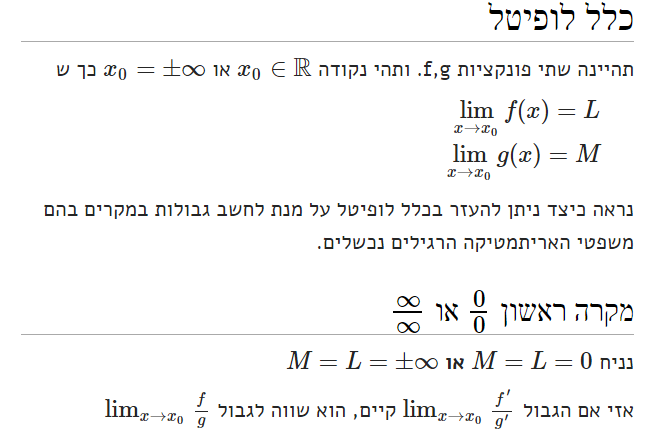 כלל לופיטל
תהיינה שתי פונקציות f,g. ותהי נקודה $x_0 \in \mathbb{R}$ או $x_0 = \pm\infty$ כך ש
$\lim_{x \to x_0} f(x) = L$
$\lim_{x \to x_0} g(x) = M$
נראה כיצד ניתן להעזר בכלל לופיטל על מנת לחשב גבולות במקרים בהם
משפטי האריתמטיקה הרגילים נכשלים.
מקרה ראשון $\frac{0}{0}$ או $\frac{\infty}{\infty}$
נניח $M = L = 0$ או $M = L = \pm\infty$
אזי אם הגבול $\lim_{x \to x_0} \frac{f'}{g'}$ קיים, הוא שווה לגבול $\lim_{x \to x_0} \frac{f}{g}$